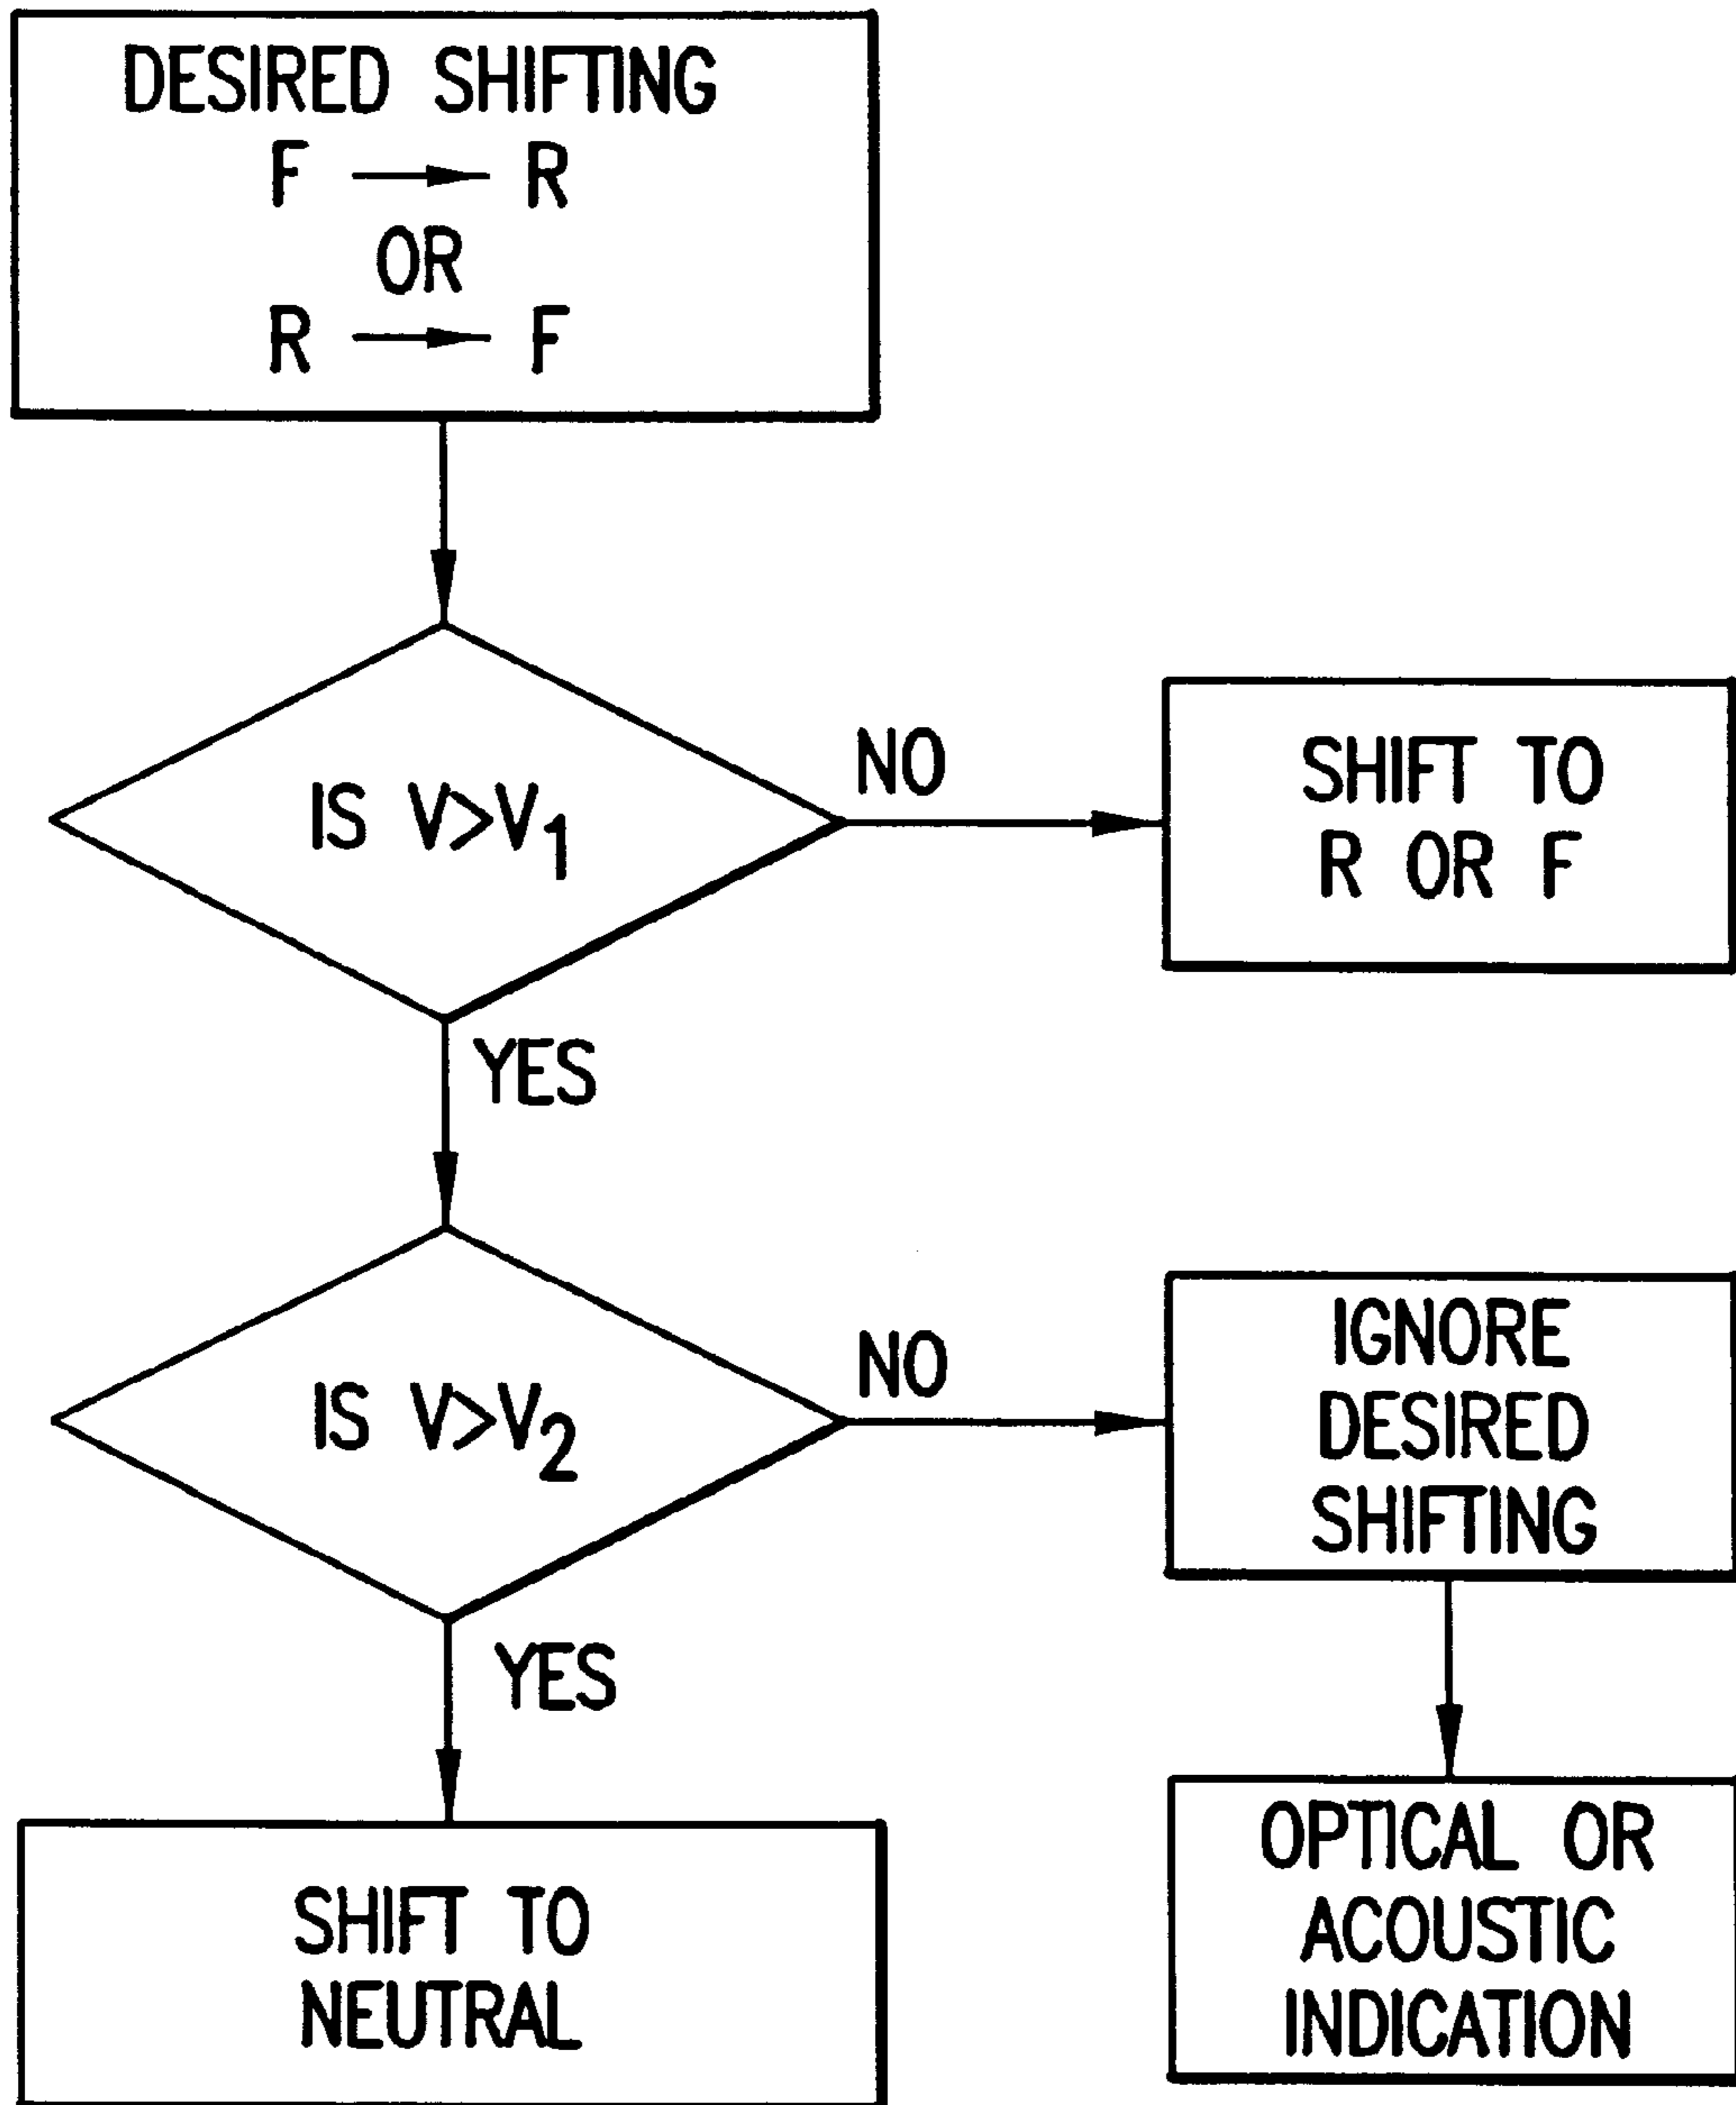 DESIRED SHIFTING
F → R
OR
R → F
IS V>V₁
NO
SHIFT TO
R OR F
YES
IS V>V₂
NO
IGNORE
DESIRED
SHIFTING
YES
SHIFT TO
NEUTRAL
OPTICAL OR
ACOUSTIC
INDICATION